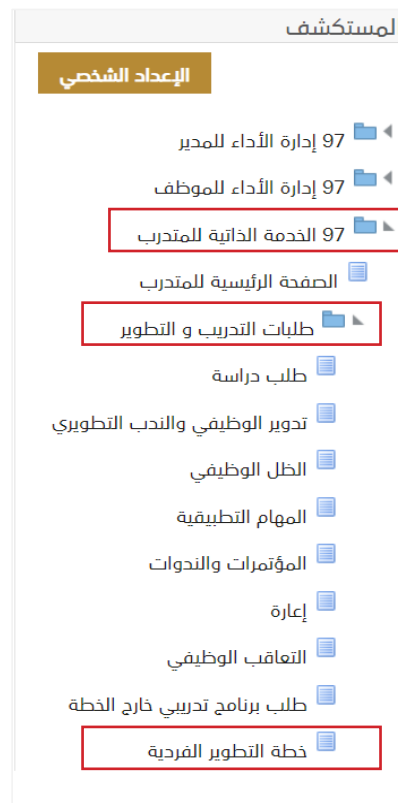 لمستكشف
الإعداد الشخصي
97 إدارة الأداء للمدير
97 إدارة الأداء للموظف
97 الخدمة الذاتية للمتدرب
الصفحة الرئيسية للمتدرب
طلبات التدريب و التطوير
طلب دراسة
تدوير الوظيفي والندب التطويري
الظل الوظيفي
المهام التطبيقية
المؤتمرات والندوات
إعارة
التعاقب الوظيفي
طلب برنامج تدريبي خارج الخطة
خطة التطوير الفردية